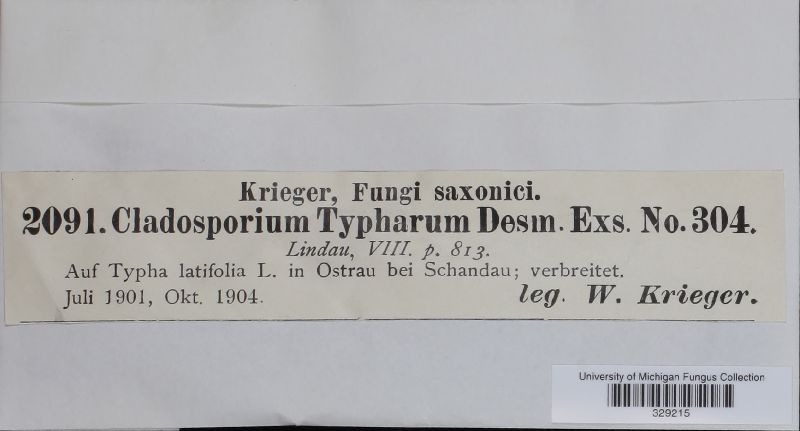 Krieger, Fungi saxonici.
2091. Cladosporium Typharum Desm. Exs. No. 304.
Lindau, VIII. p. 813.
Auf Typha latifolia L. in Ostrau bei Schandau; verbreitet.
Juli 1901, Okt. 1904. leg. W. Krieger.
University of Michigan Fungus Collection
329215